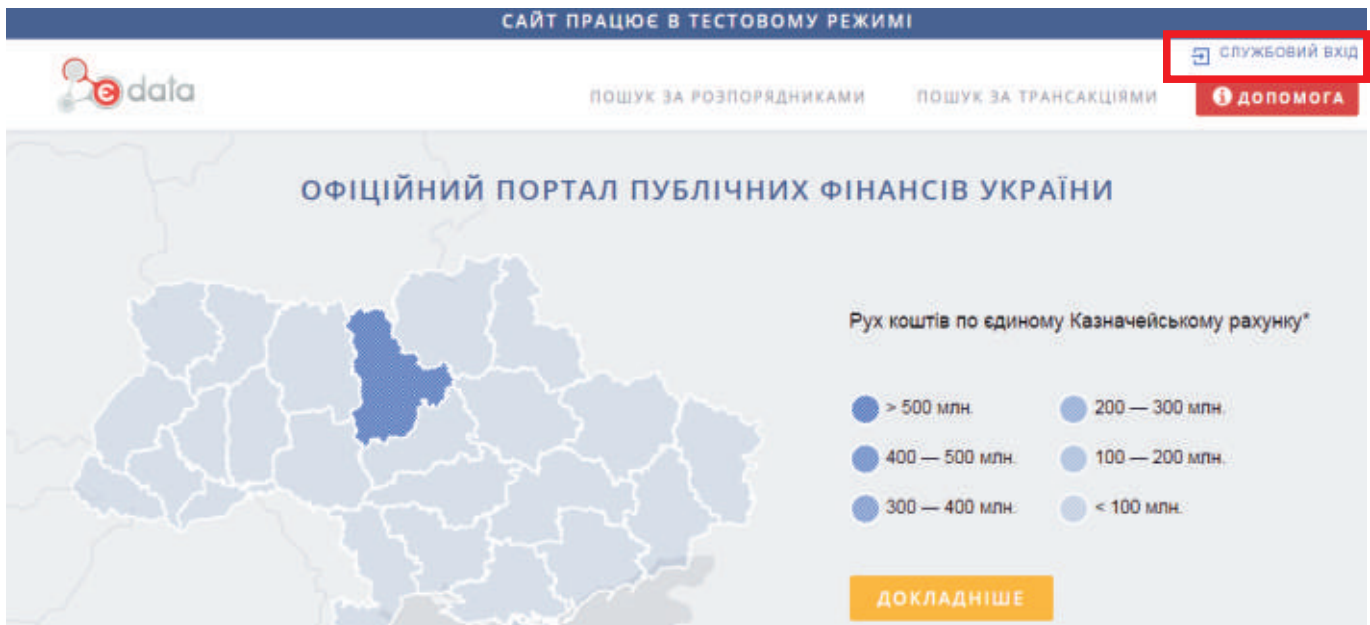 САЙТ ПРАЦЮЄ В ТЕСТОВОМУ РЕЖИМІ
СЛУЖБОВИЙ ВХІД
єdata
ПОШУК ЗА РОЗПОРЯДНИКАМИ
ПОШУК ЗА ТРАНСАКЦІЯМИ
ДОПОМОГА
ОФІЦІЙНИЙ ПОРТАЛ ПУБЛІЧНИХ ФІНАНСІВ УКРАЇНИ
Рух коштів по єдиному Казначейському рахунку*
> 500 млн.
200 — 300 млн.
400 — 500 млн.
100 — 200 млн.
300 — 400 млн.
< 100 млн.
ДОКЛАДНІШЕ